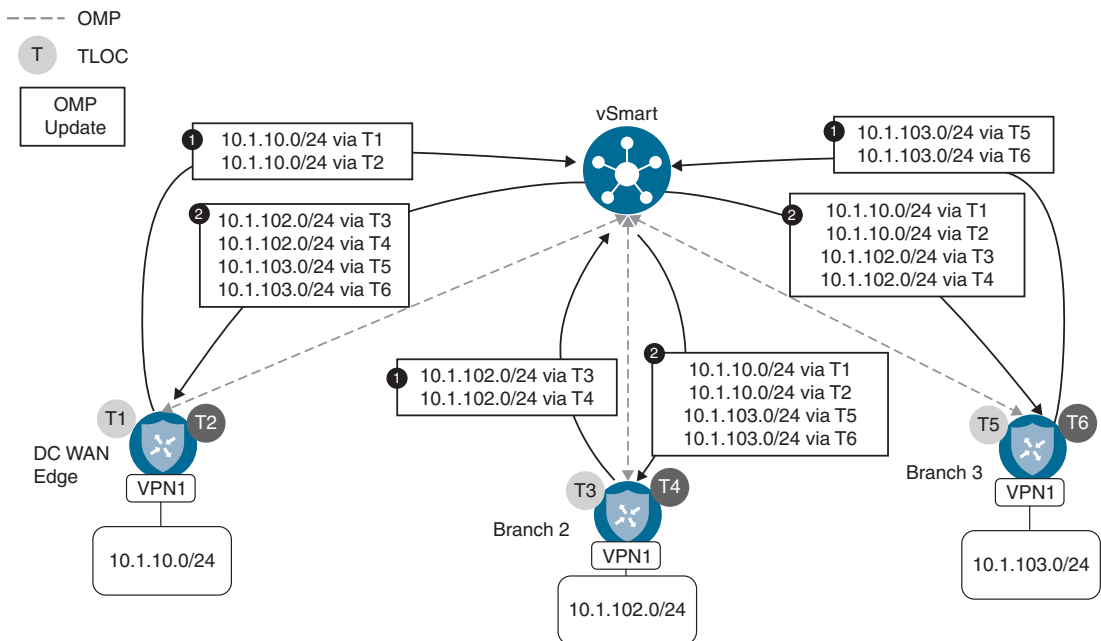 OMP
T
TLOC
OMP
Update
vSmart
1
10.1.10.0/24 via T1
10.1.10.0/24 via T2
1
10.1.103.0/24 via T5
10.1.103.0/24 via T6
2
10.1.102.0/24 via T3
10.1.102.0/24 via T4
10.1.103.0/24 via T5
10.1.103.0/24 via T6
2
10.1.10.0/24 via T1
10.1.10.0/24 via T2
10.1.102.0/24 via T3
10.1.102.0/24 via T4
1
10.1.102.0/24 via T3
10.1.102.0/24 via T4
2
10.1.10.0/24 via T1
10.1.10.0/24 via T2
10.1.103.0/24 via T5
10.1.103.0/24 via T6
T1
T2
DC WAN
Edge
VPN1
10.1.10.0/24
T3
T4
Branch 2
VPN1
10.1.102.0/24
T5
T6
Branch 3
VPN1
10.1.103.0/24